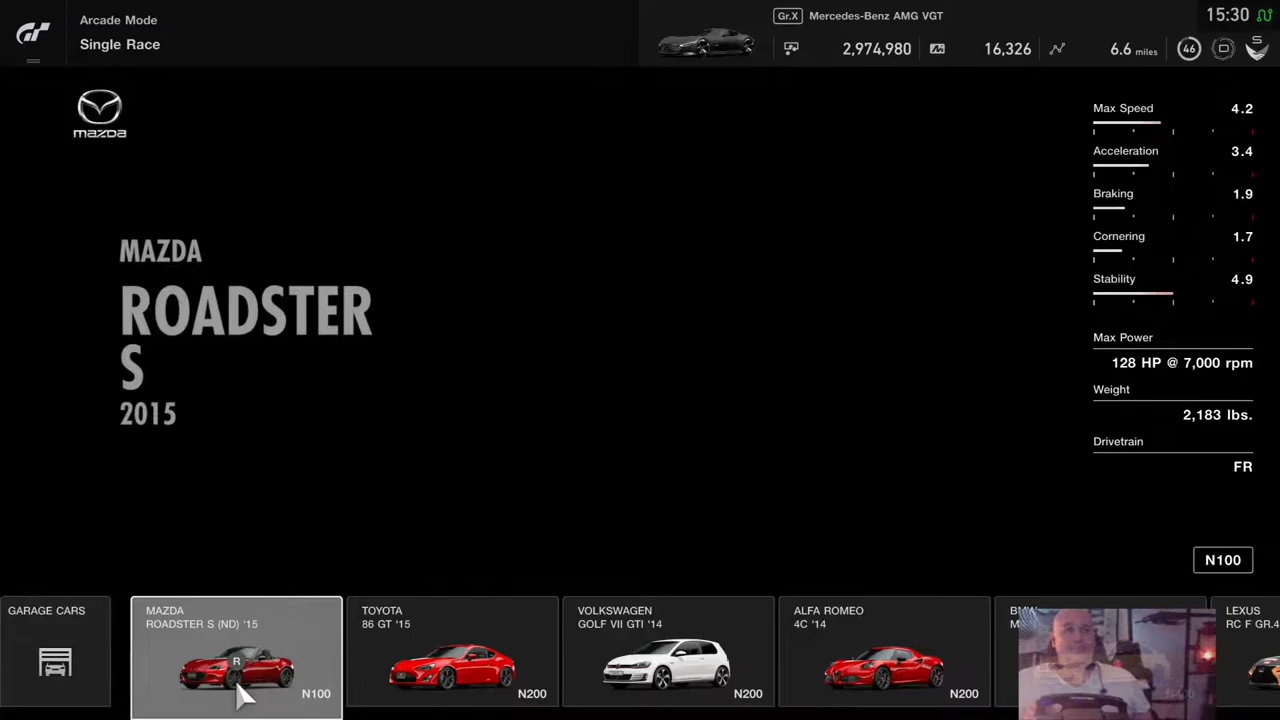 Arcade Mode
Single Race
Gr.X Mercedes-Benz AMG VGT
2,974,980
16,326
6.6 miles
46
D
S
15:30
mazda
MAZDA
ROADSTER
S
2015
Max Speed 4.2
Acceleration 3.4
Braking 1.9
Cornering 1.7
Stability 4.9
Max Power
128 HP @ 7,000 rpm
Weight
2,183 lbs.
Drivetrain
FR
N100
GARAGE CARS
MAZDA
ROADSTER S (ND) '15
R
N100
TOYOTA
86 GT '15
N200
VOLKSWAGEN
GOLF VII GTI '14
N200
ALFA ROMEO
4C '14
N200
LEXUS
RC F GR.4